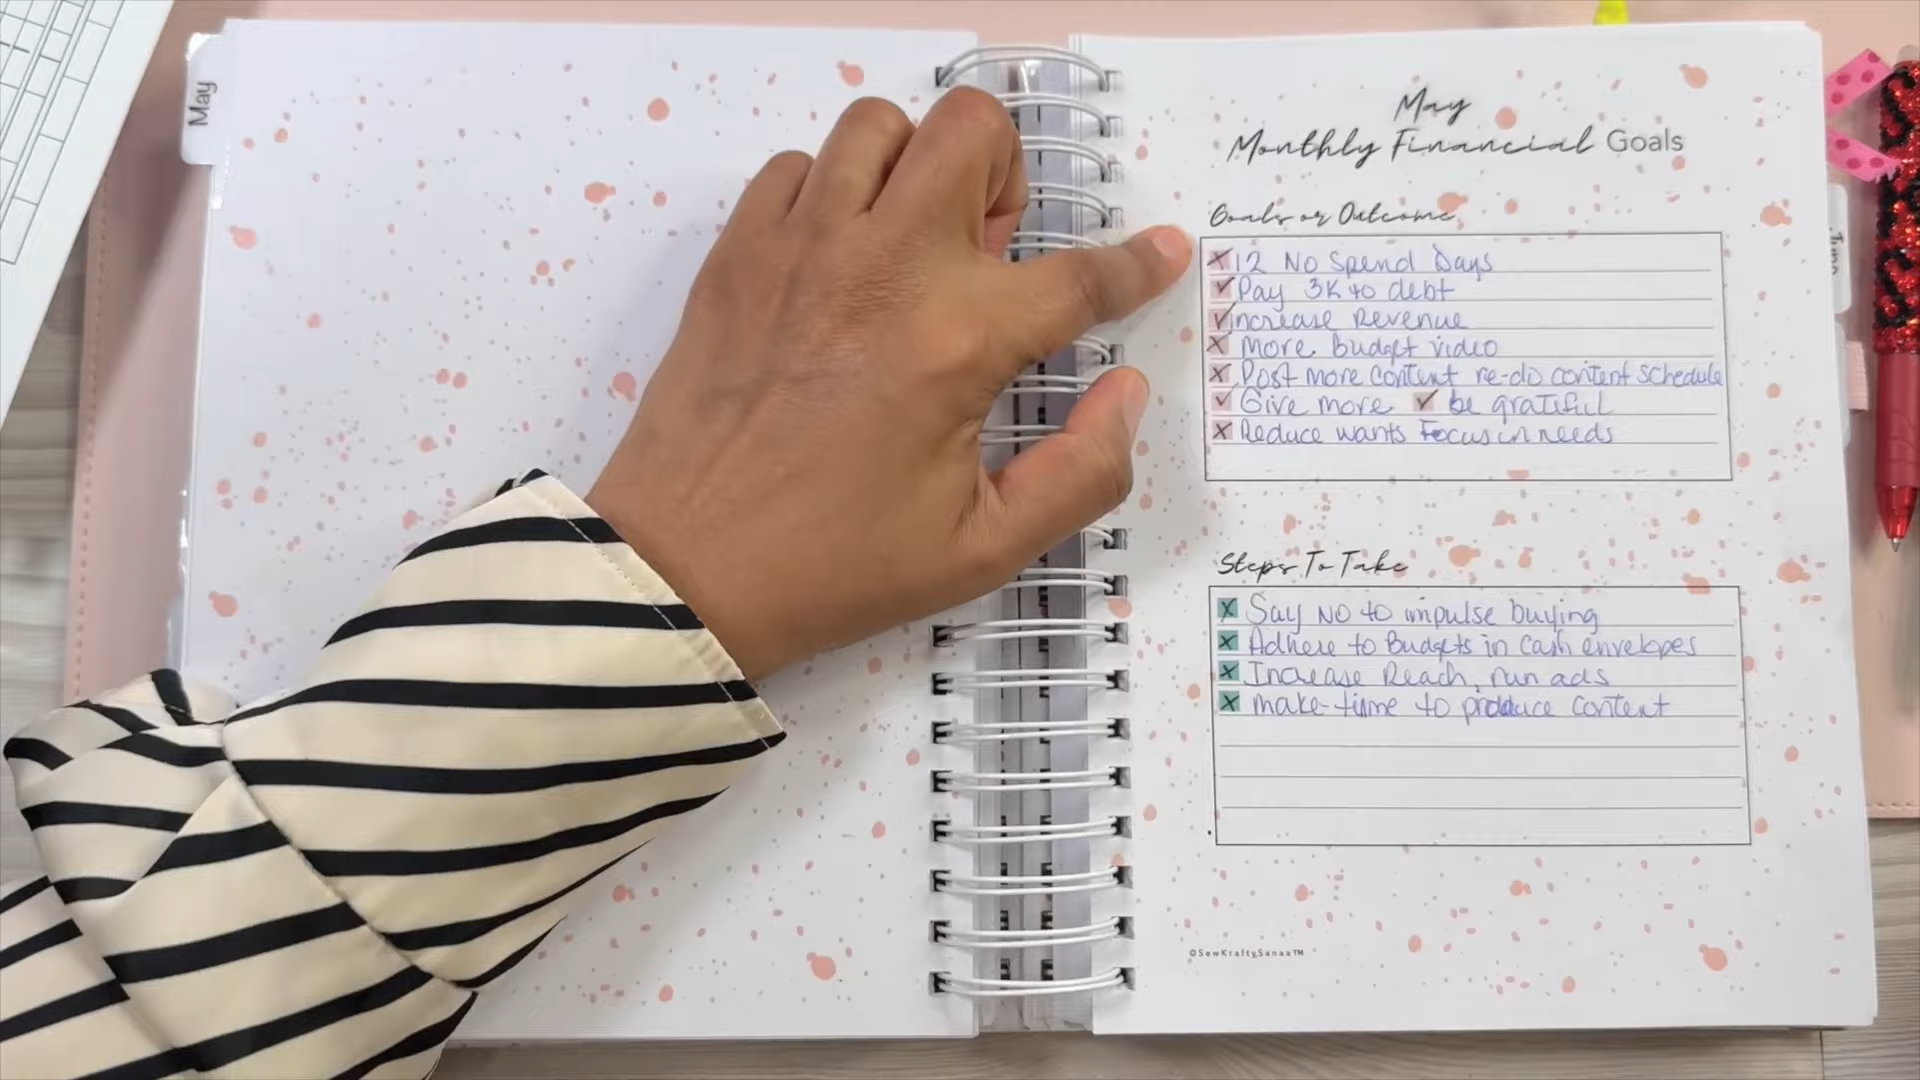 May
May
Monthly Financial Goals
Goals or Outcome
X 12 No Spend Days
✓ Pay 3K to debt
✓ increase Revenue
X More Budget video
X Post more content re-do content schedule
✓ Give more ✓ be grateful
X Reduce wants Focus in needs
Steps To Take
X Say No to impulse buying
X Adhere to Budgets in Cash envelopes
X Increase Reach, run ads
X make time to produce content
©SewKraftySanaa™